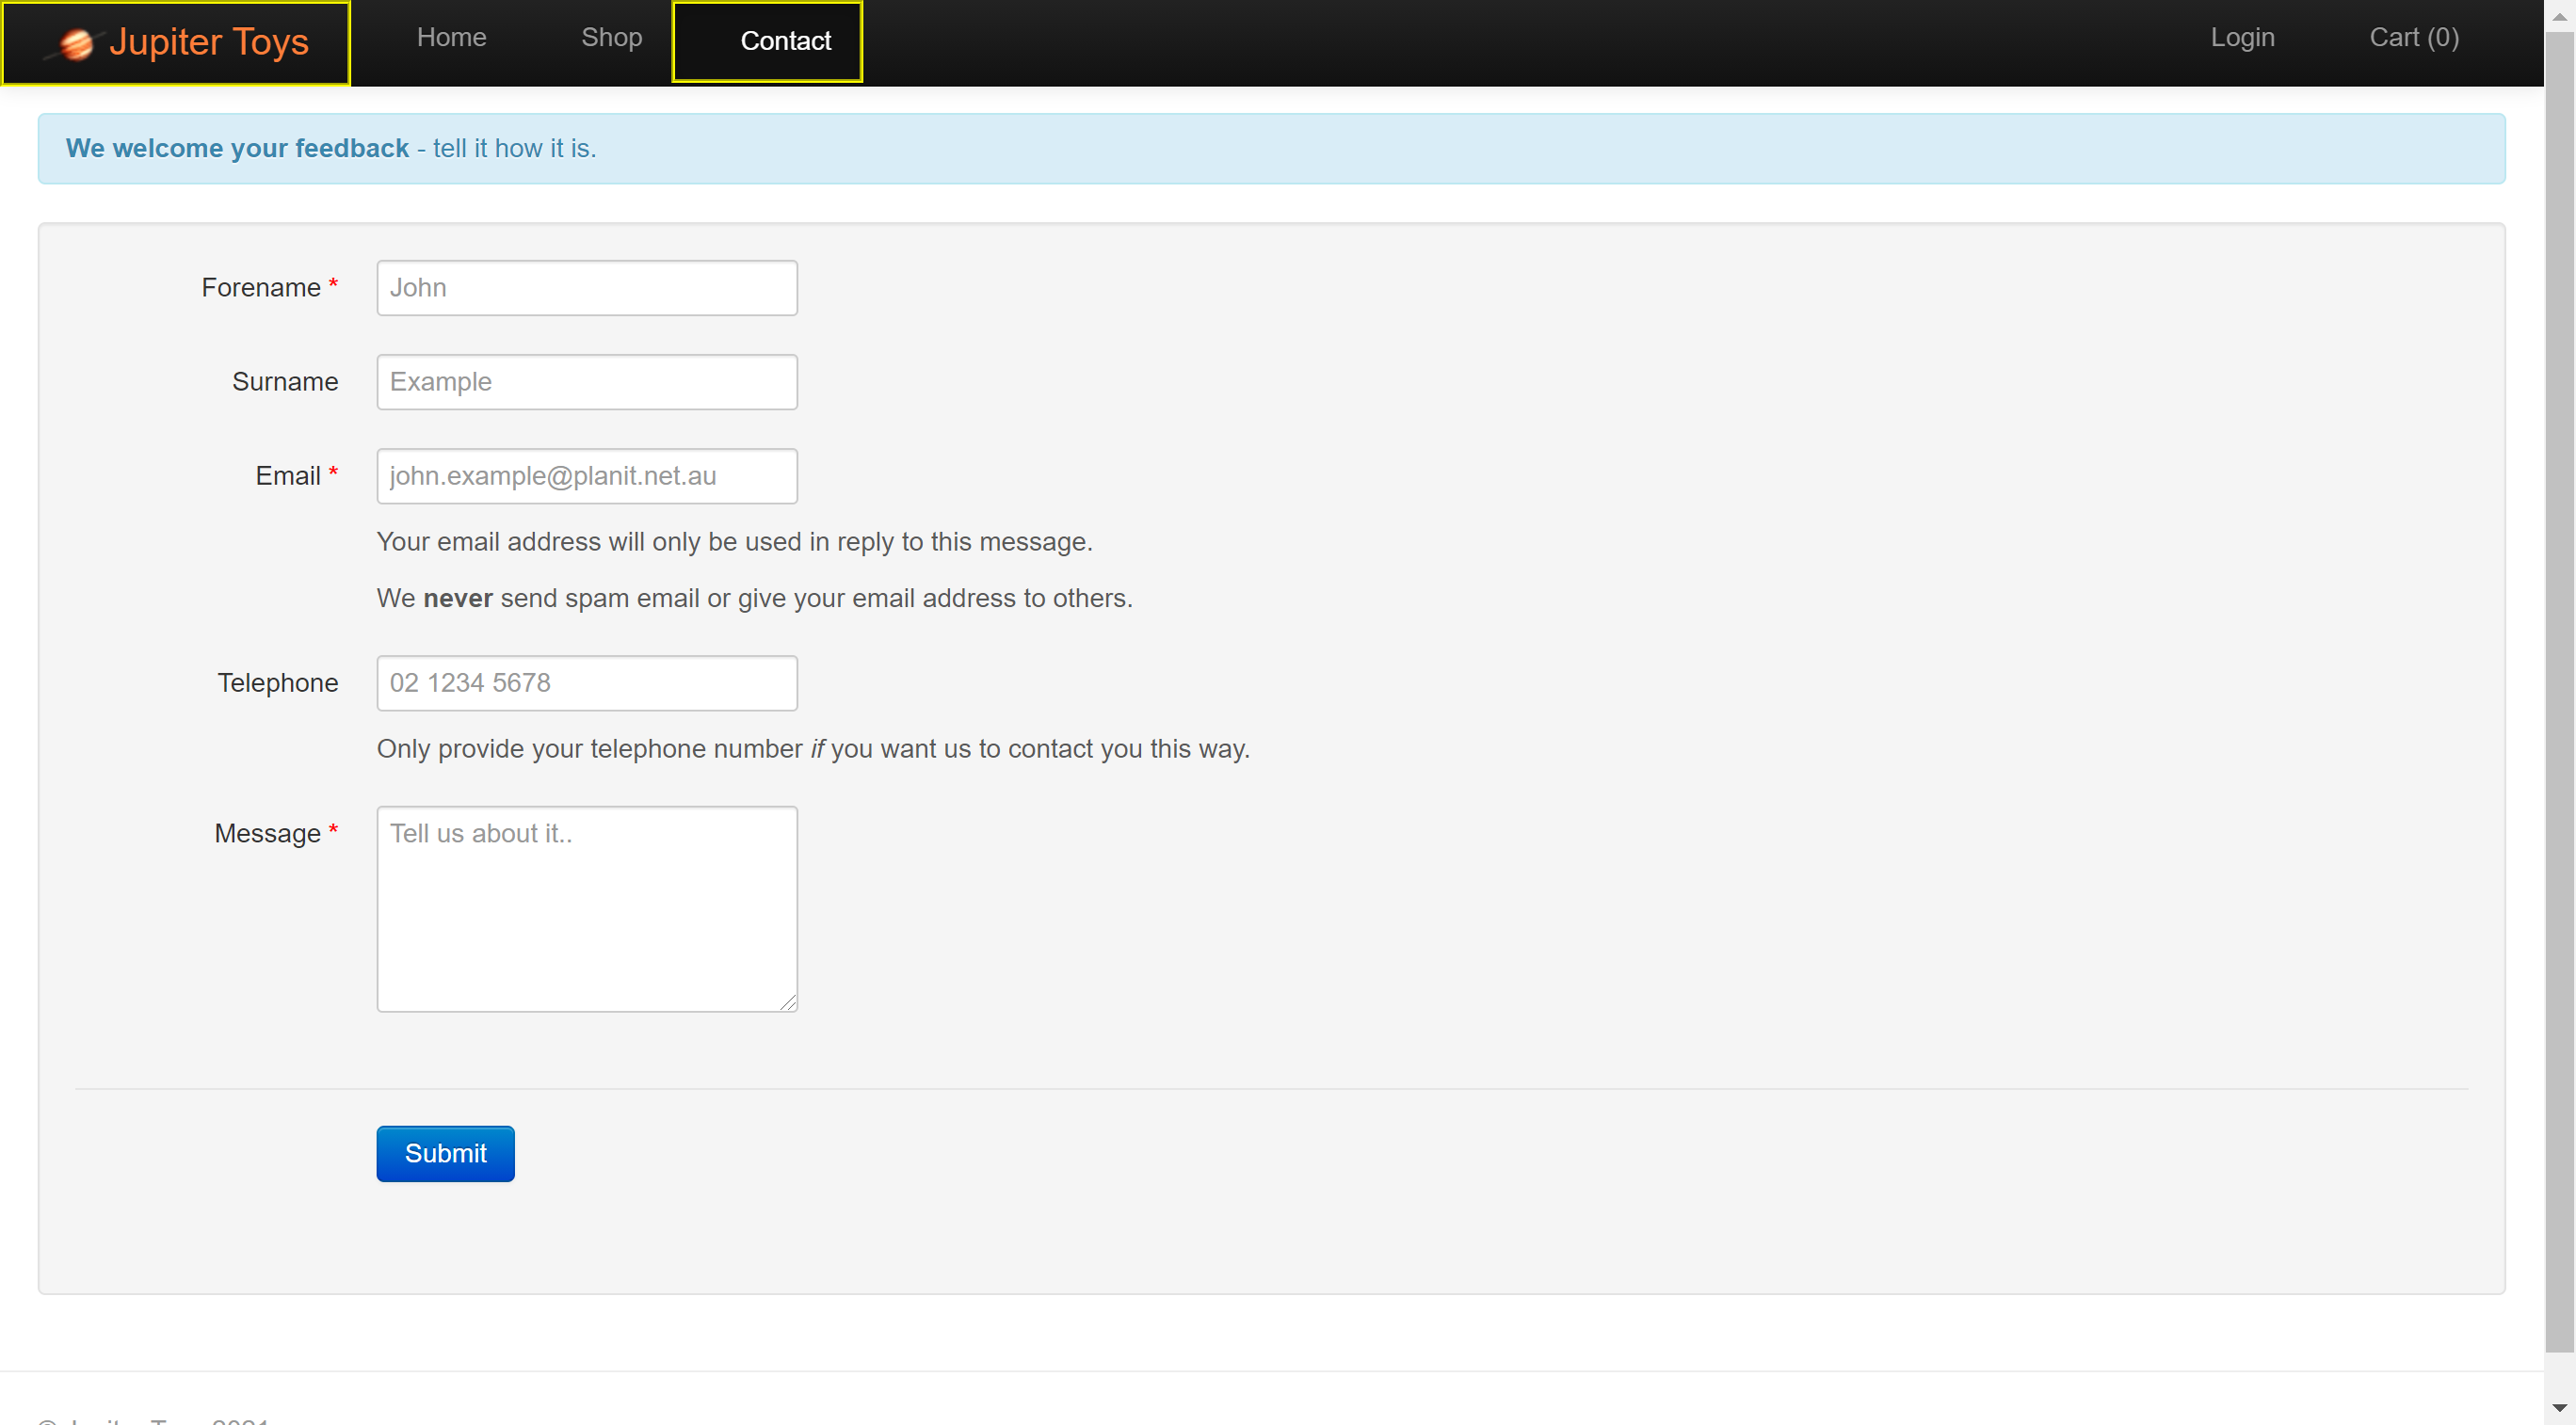 Jupiter Toys Home Shop Contact Login Cart (0)
We welcome your feedback - tell it how it is.
Forename * John
Surname Example
Email * john.example@planit.net.au
Your email address will only be used in reply to this message.
We never send spam email or give your email address to others.
Telephone 02 1234 5678
Only provide your telephone number if you want us to contact you this way.
Message * Tell us about it..
Submit